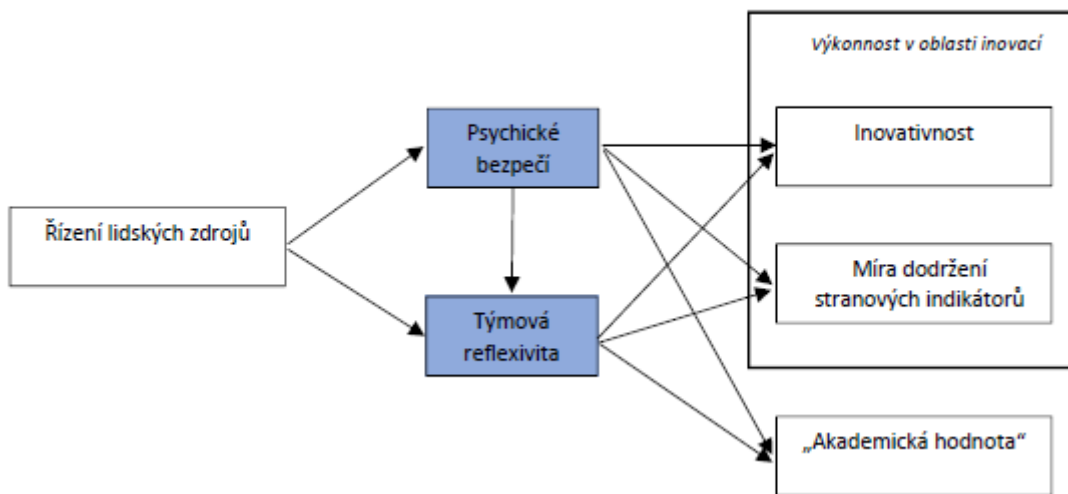 Výkonnost v oblasti inovací
Psychické
bezpečí
Inovativnost
Řízení lidských zdrojů
Míra dodržení
stranových indikátorů
Týmová
reflexivita
„Akademická hodnota“